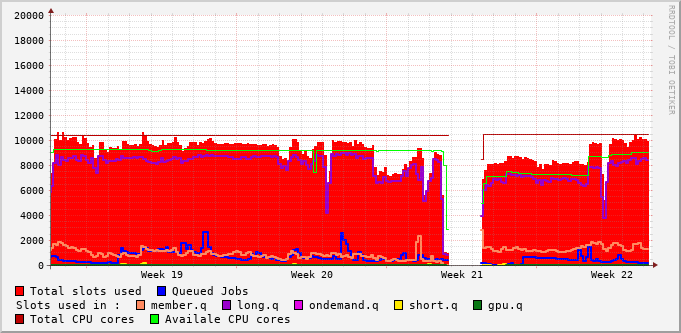 20000
18000
16000
14000
12000
10000
8000
6000
4000
2000
0
Week 19 Week 20 Week 21 Week 22
RRDTOOL / TOBI OETIKER
Total slots used Queued Jobs
Slots used in : member.q long.q ondemand.q short.q gpu.q
Total CPU cores Availale CPU cores